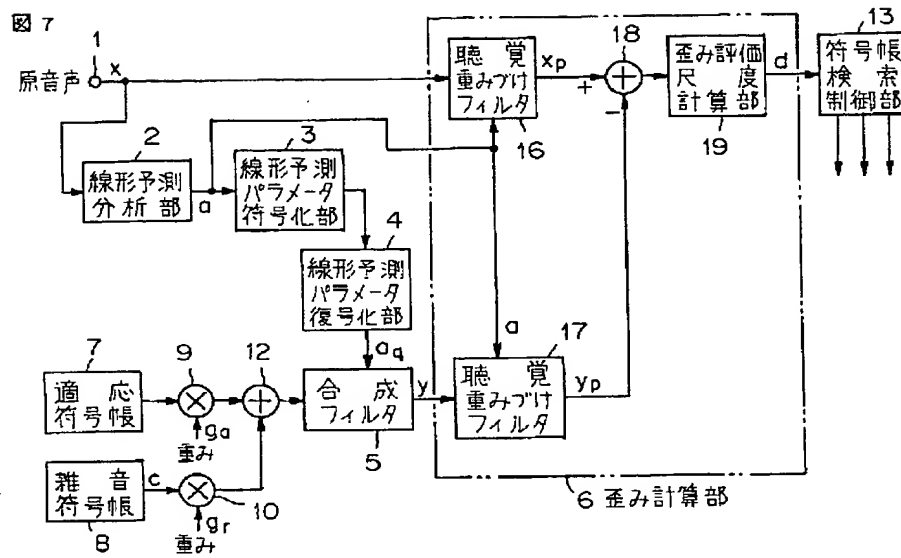 図7
1
原音声
x
2
線形予測
分析部
a
3
線形予測
パラメータ
符号化部
4
線形予測
パラメータ
復号化部
aq
7
適応
符号帳
9
ga
重み
12
合成
フィルタ
5
y
8
雑音
符号帳
c
10
gr
重み
聴覚
重みづけ
フィルタ
16
xp
+
18
-
歪み評価
尺度
計算部
19
d
13
符号帳
検索
制御部
a
17
聴覚
重みづけ
フィルタ
yp
6 歪み計算部